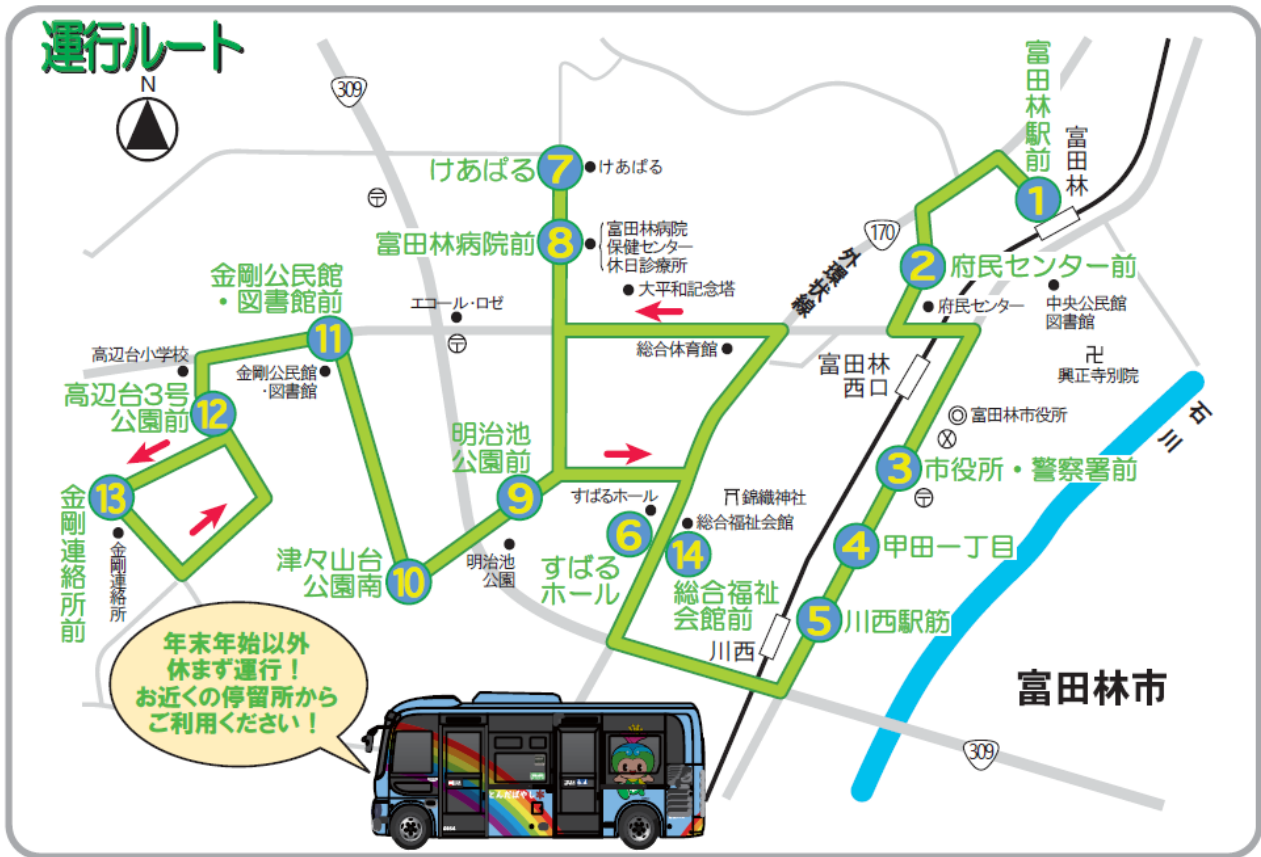 運行ルート
N
309
富田林駅前
富田林
1
けあぱる
7
けあぱる
〒
170
外環状線
富田林病院前
8
富田林病院
保健センター
休日診療所
2
府民センター前
大平和記念塔
府民センター
中央公民館
図書館
金剛公民館
・図書館前
エコール・ロゼ
11
〒
総合体育館
富田林
西口
卍
興正寺別院
高辺台小学校
金剛公民館
・図書館
高辺台3号
公園前
12
石川
富田林市役所
明治池
公園前
3
市役所・警察署前
〒
13
金剛連絡所前
金剛連絡所
9
すばるホール
錦織神社
総合福祉会館
6
すばる
ホール
14
総合福祉
会館前
4
甲田一丁目
明治池
公園
津々山台
公園南
10
5
川西駅筋
川西
富田林市
年末年始以外
休まず運行！
お近くの停留所から
ご利用ください！
309
とんだばやし